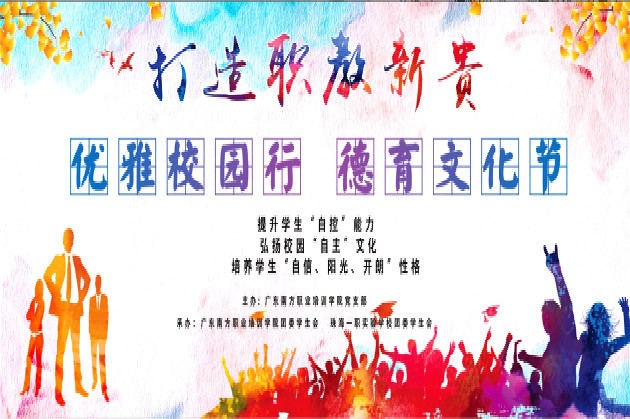 打造职教新贵
优雅校园行 德育文化节
提升学生“自控”能力
弘扬校园“自主”文化
培养学生“自信、阳光、开朗”性格
主办：广东南方职业培训学院党支部
承办：广东南方职业培训学院团委学生会 珠海一职实验学校团委学生会